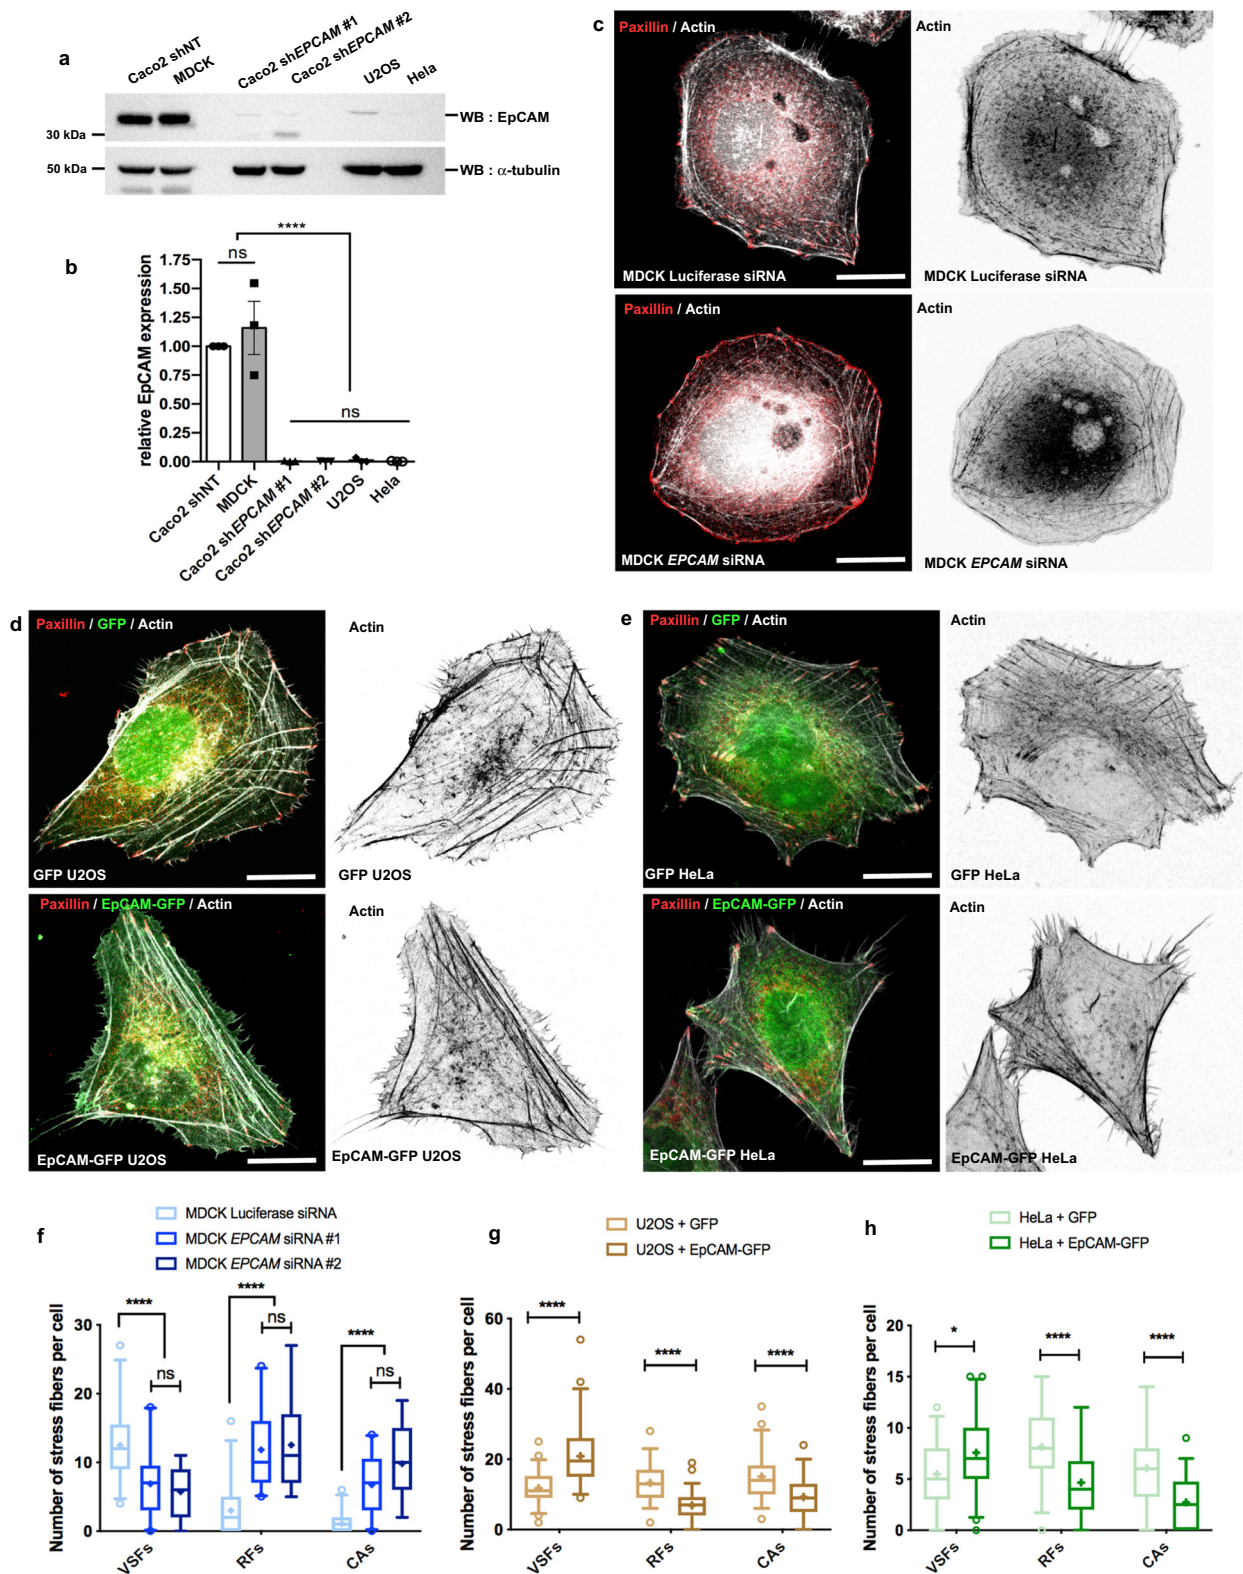 a
Caco2 shNT
MDCK
Caco2 shEPCAM #1
Caco2 shEPCAM #2
U2OS
Hela
WB : EpCAM
30 kDa
50 kDa
WB : α-tubulin
b
relative EpCAM expression
1.75
1.50
1.25
1.00
0.75
0.50
0.25
0.00
ns
****
ns
Caco2 shNT
MDCK
Caco2 shEPCAM #1
Caco2 shEPCAM #2
U2OS
Hela
c
Paxillin / Actin
Actin
MDCK Luciferase siRNA
MDCK Luciferase siRNA
Paxillin / Actin
Actin
MDCK EPCAM siRNA
MDCK EPCAM siRNA
d
Paxillin / GFP / Actin
Actin
GFP U2OS
GFP U2OS
Paxillin / EpCAM-GFP / Actin
Actin
EpCAM-GFP U2OS
EpCAM-GFP U2OS
e
Paxillin / GFP / Actin
Actin
GFP HeLa
GFP HeLa
Paxillin / EpCAM-GFP / Actin
Actin
EpCAM-GFP HeLa
EpCAM-GFP HeLa
f
MDCK Luciferase siRNA
MDCK EPCAM siRNA #1
MDCK EPCAM siRNA #2
Number of stress fibers per cell
30
20
10
0
****
ns
****
ns
****
ns
VSFs
RFs
CAs
g
U2OS + GFP
U2OS + EpCAM-GFP
Number of stress fibers per cell
60
40
20
0
****
****
****
VSFs
RFs
CAs
h
HeLa + GFP
HeLa + EpCAM-GFP
Number of stress fibers per cell
20
15
10
5
0
*
****
****
VSFs
RFs
CAs